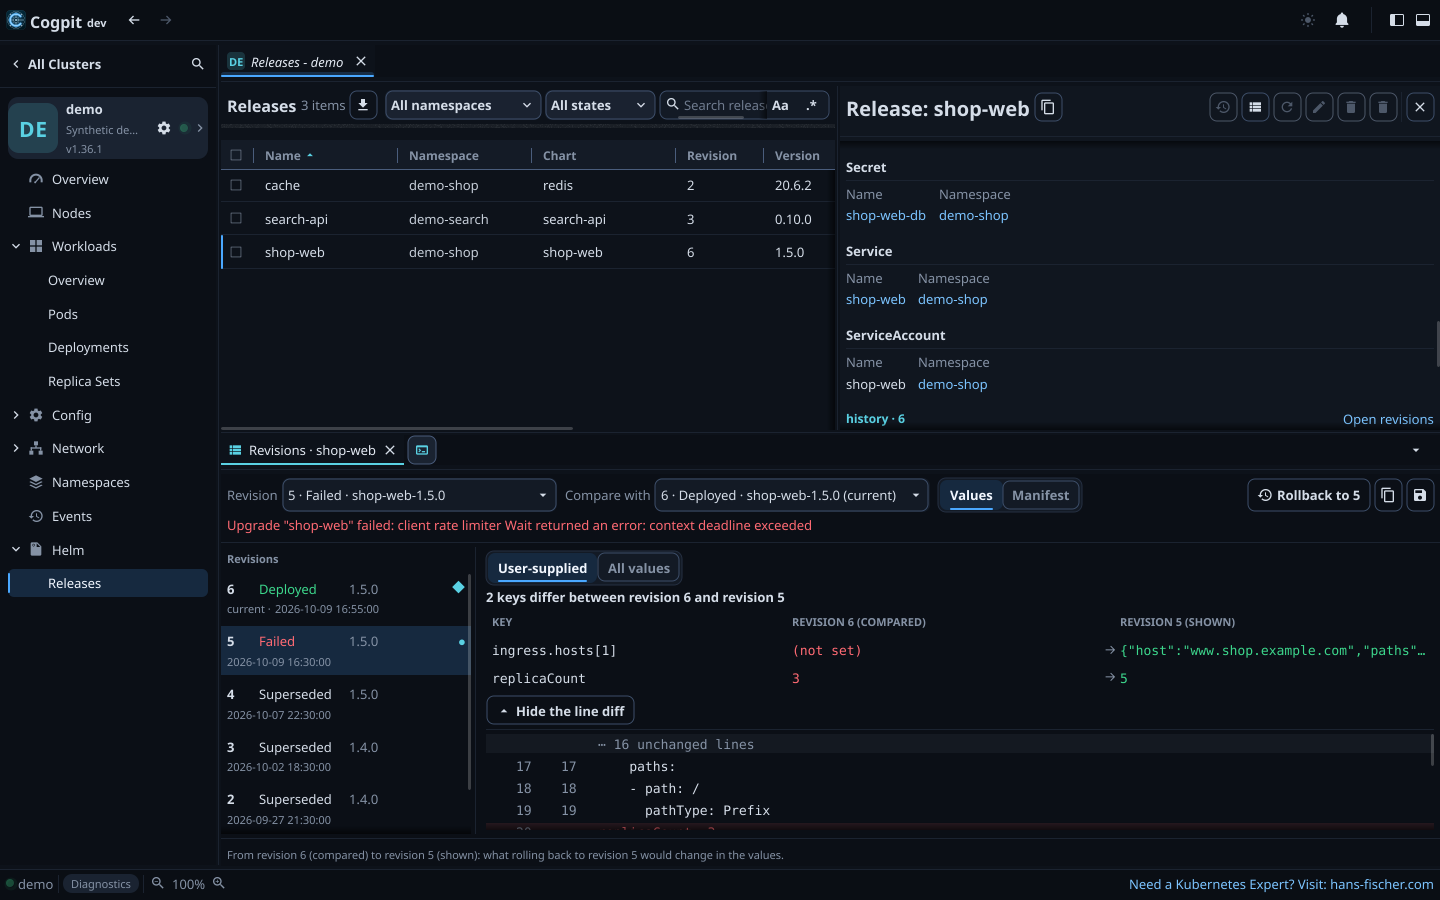 Cogpit dev
All Clusters
DE
demo
Synthetic de...
v1.36.1
Overview
Nodes
Workloads
Overview
Pods
Deployments
Replica Sets
Config
Network
Namespaces
Events
Helm
Releases
DE Releases - demo
Releases 3 items All namespaces All states Search releas Aa .*
Name Namespace Chart Revision Version
cache demo-shop redis 2 20.6.2
search-api demo-search search-api 3 0.10.0
shop-web demo-shop shop-web 6 1.5.0
Release: shop-web
Secret
Name Namespace
shop-web-db demo-shop
Service
Name Namespace
shop-web demo-shop
ServiceAccount
Name Namespace
shop-web demo-shop
history · 6 Open revisions
Revisions · shop-web
Revision 5 · Failed · shop-web-1.5.0 Compare with 6 · Deployed · shop-web-1.5.0 (current) Values Manifest Rollback to 5
Upgrade "shop-web" failed: client rate limiter Wait returned an error: context deadline exceeded
Revisions
6 Deployed 1.5.0
current · 2026-10-09 16:55:00
5 Failed 1.5.0
2026-10-09 16:30:00
4 Superseded 1.5.0
2026-10-07 22:30:00
3 Superseded 1.4.0
2026-10-02 18:30:00
2 Superseded 1.4.0
2026-09-27 21:30:00
User-supplied All values
2 keys differ between revision 6 and revision 5
KEY REVISION 6 (COMPARED) REVISION 5 (SHOWN)
ingress.hosts[1] (not set) → {"host":"www.shop.example.com","paths"…
replicaCount 3 → 5
Hide the line diff
⋯ 16 unchanged lines
17 17 paths:
18 18 - path: /
19 19 pathType: Prefix
From revision 6 (compared) to revision 5 (shown): what rolling back to revision 5 would change in the values.
demo Diagnostics 100% Need a Kubernetes Expert? Visit: hans-fischer.com